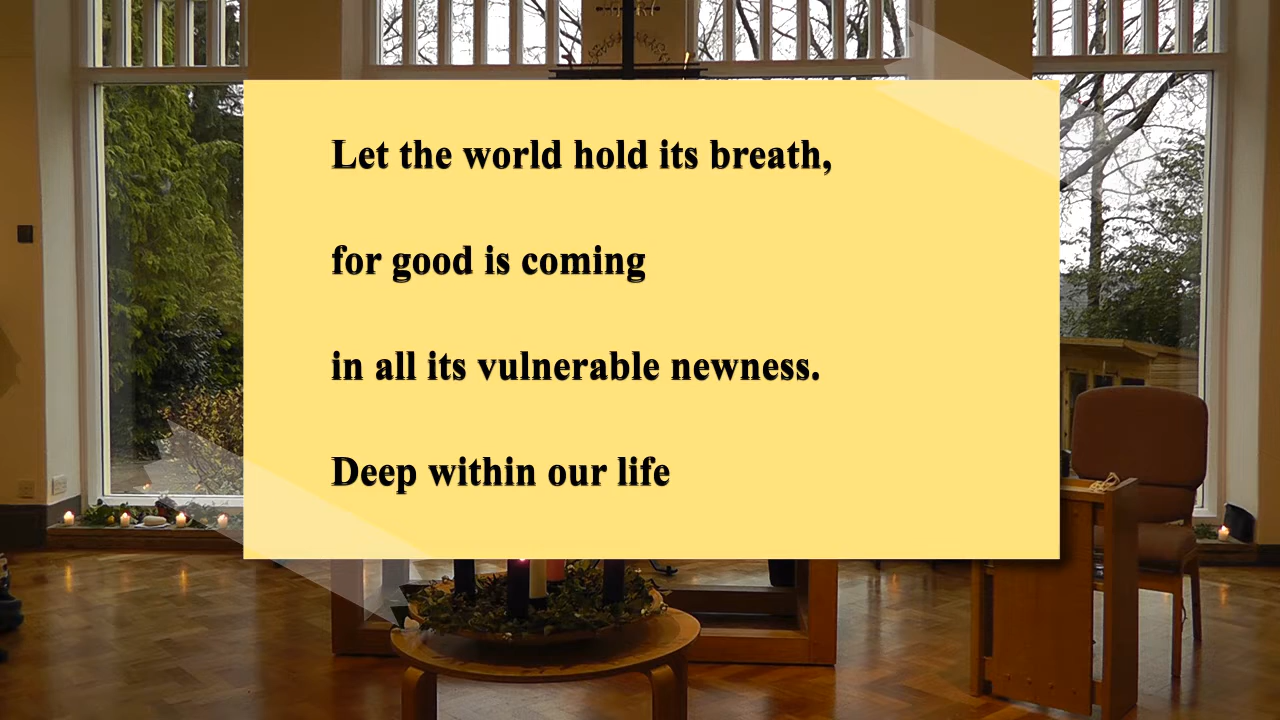 Let the world hold its breath,
for good is coming
in all its vulnerable newness.
Deep within our life